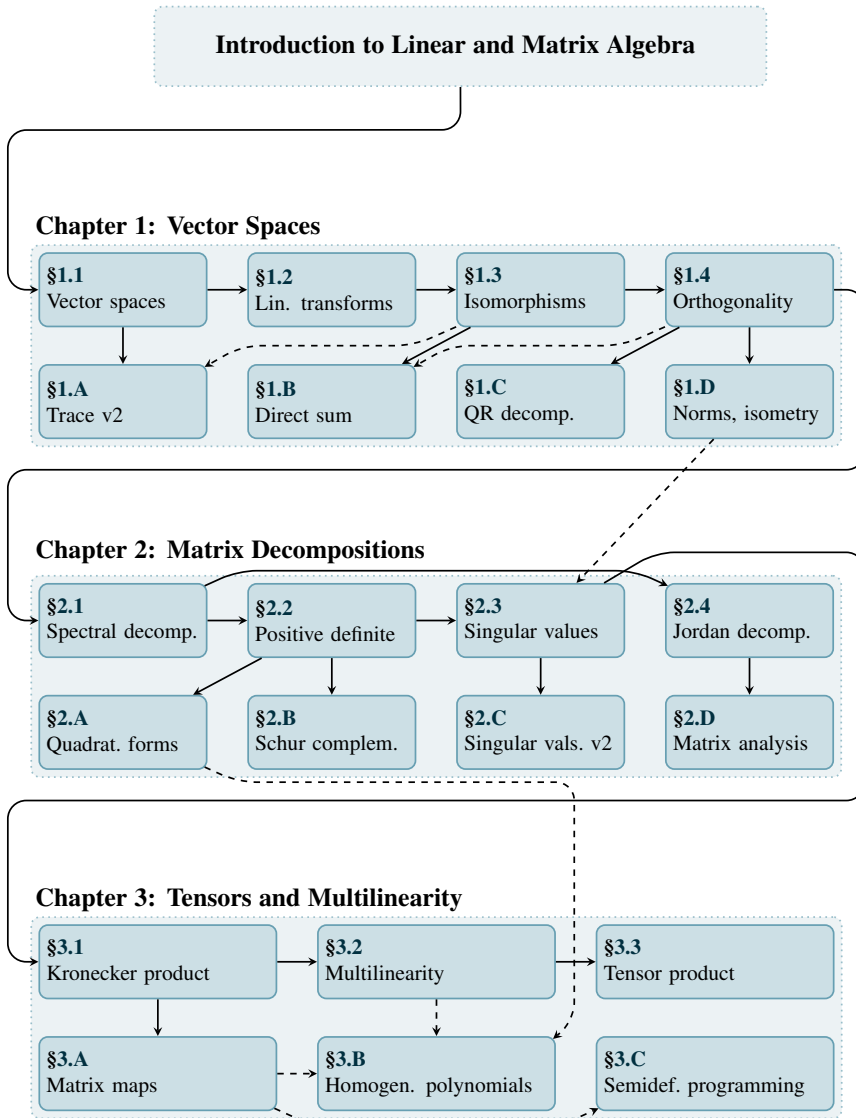 Introduction to Linear and Matrix Algebra
Chapter 1: Vector Spaces
§1.1
Vector spaces
§1.2
Lin. transforms
§1.3
Isomorphisms
§1.4
Orthogonality
§1.A
Trace v2
§1.B
Direct sum
§1.C
QR decomp.
§1.D
Norms, isometry
Chapter 2: Matrix Decompositions
§2.1
Spectral decomp.
§2.2
Positive definite
§2.3
Singular values
§2.4
Jordan decomp.
§2.A
Quadrat. forms
§2.B
Schur complem.
§2.C
Singular vals. v2
§2.D
Matrix analysis
Chapter 3: Tensors and Multilinearity
§3.1
Kronecker product
§3.2
Multilinearity
§3.3
Tensor product
§3.A
Matrix maps
§3.B
Homogen. polynomials
§3.C
Semidef. programming